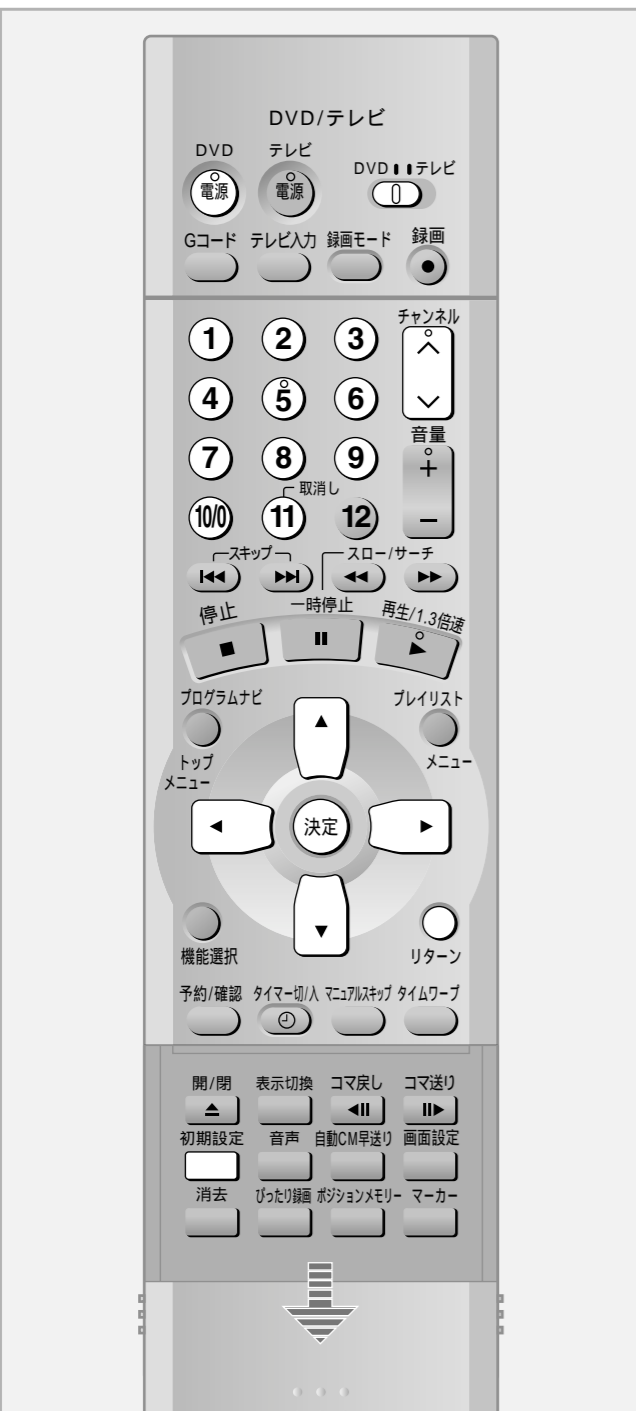 DVD/テレビ
DVD テレビ
DVD テレビ
電源 電源
Gコード テレビ入力 録画モード 録画
チャンネル
1 2 3
4 5 6
音量
+
7 8 9
取消し
10/0 11 12
−
スキップ スロー/サーチ
停止 一時停止 再生/1.3倍速
プログラムナビ プレイリスト
トップ
メニュー
メニュー
決定
機能選択 リターン
予約/確認 タイマー切/入 マニュアルスキップ タイムワープ
開/閉 表示切換 コマ戻し コマ送り
初期設定 音声 自動CM早送り 画面設定
消去 ぴったり録画 ポジションメモリー マーカー